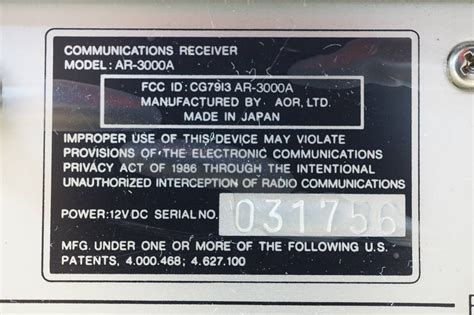 COMMUNICATIONS RECEIVER
MODEL: AR-3000A
FCC ID: CG79I3 AR-3000A
MANUFACTURED BY AOR, LTD.
MADE IN JAPAN
IMPROPER USE OF THIS DEVICE MAY VIOLATE
PROVISIONS OF THE ELECTRONIC COMMUNICATIONS
PRIVACY ACT OF 1986 THROUGH THE INTENTIONAL
UNAUTHORIZED INTERCEPTION OF RADIO COMMUNICATIONS
POWER:12V DC SERIAL NO. 031756
MFG. UNDER ONE OR MORE OF THE FOLLOWING U.S.
PATENTS, 4.000.468; 4.627.100